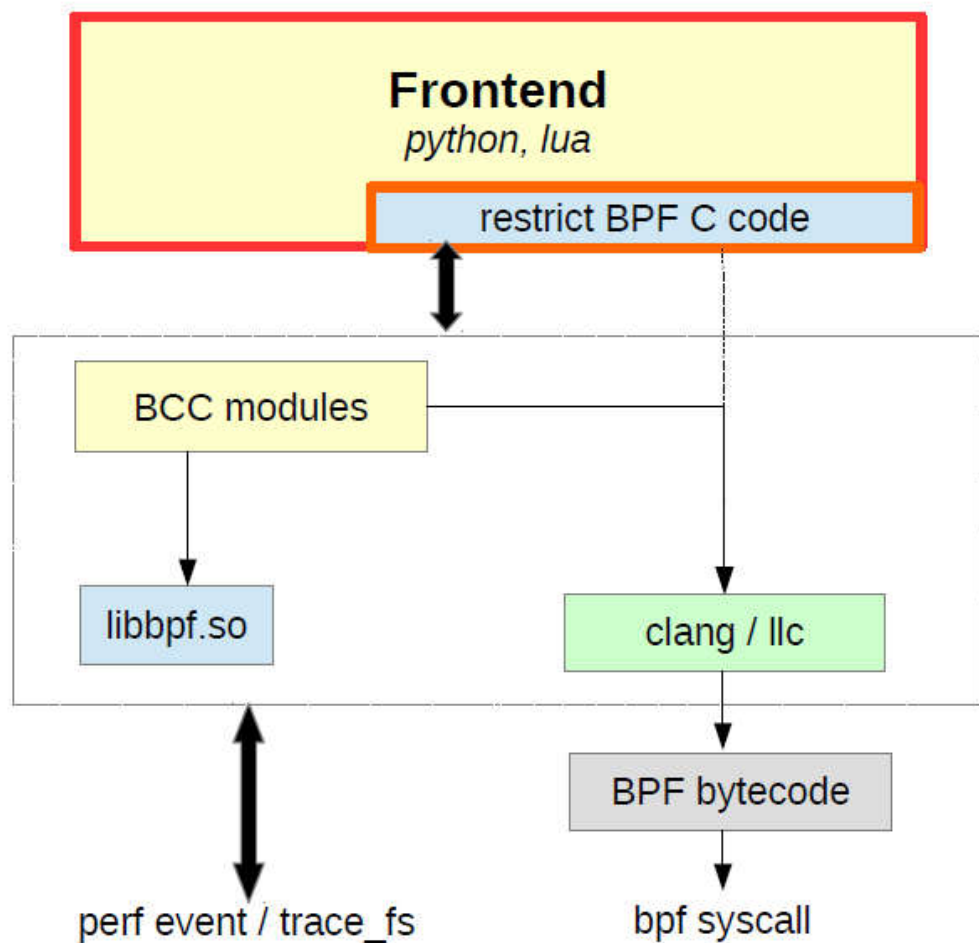 Frontend
python, lua
restrict BPF C code
BCC modules
libbpf.so
clang / llc
BPF bytecode
perf event / trace_fs
bpf syscall